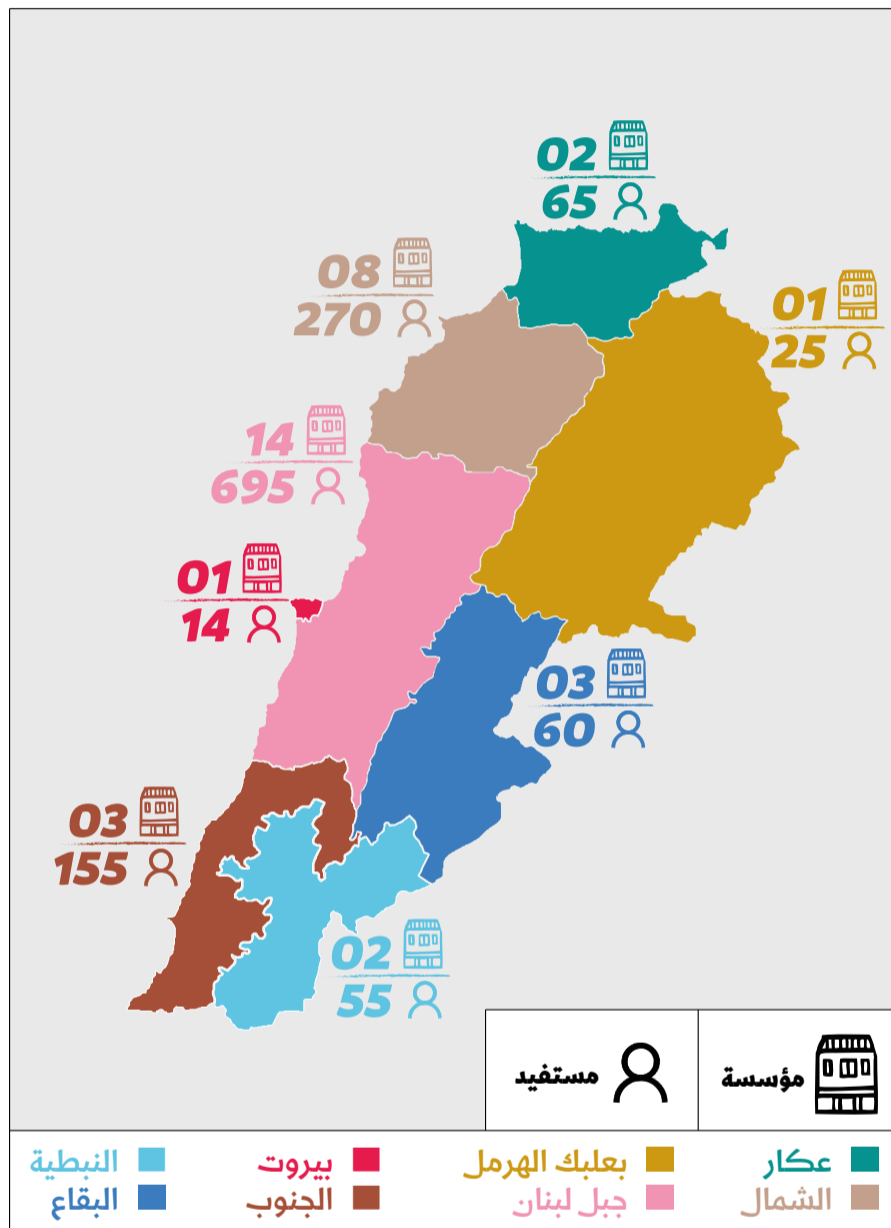 02
65
08
270
01
25
14
695
01
14
03
60
03
155
02
55
مؤسسة
مستفيد
عكار
بعلبك الهرمل
بيروت
النبطية
الشمال
جبل لبنان
الجنوب
البقاع